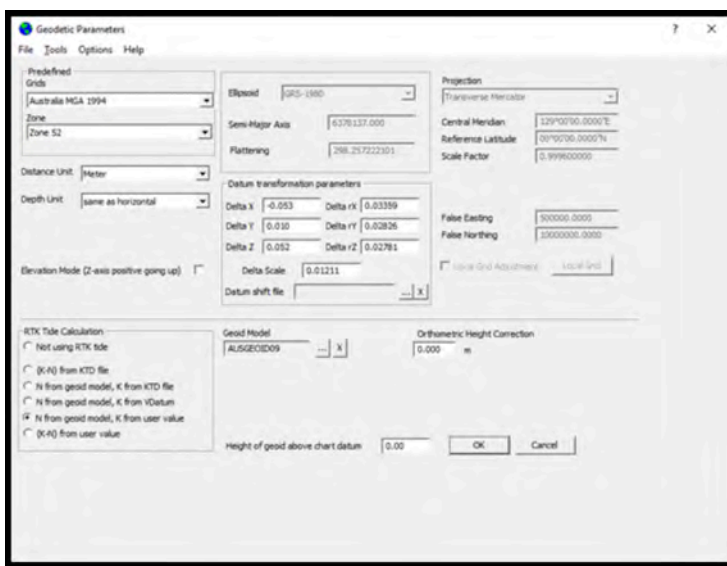 Geodetic Parameters
? X
File Tools Options Help
Predefined
Grids
Australia MGA 1994
Zone
Zone 52
Distance Unit Meter
Depth Unit same as horizontal
Elevation Mode (Z-axis positive going up)
Ellipsoid GRS-1980
Semi-Major Axis 6378137.000
Flattening 298.257222101
Datum transformation parameters
Delta X -0.053 Delta rX 0.03359
Delta Y 0.010 Delta rY 0.02826
Delta Z 0.052 Delta rZ 0.02781
Delta Scale 0.01211
Datum shift file ... X
Projection
Transverse Mercator
Central Meridian 129°00'00.0000"E
Reference Latitude 00°00'00.0000"N
Scale Factor 0.999600000
False Easting 500000.0000
False Northing 10000000.0000
Local Grid Adjustment Local Grid
RTK Tide Calculation
Not using RTK tide
(K-N) from KTD file
N from geoid model, K from KTD file
N from geoid model, K from VDatum
N from geoid model, K from user value
(K-N) from user value
Geoid Model
AUSGEOID09 ... X
Orthometric Height Correction
0.000 m
Height of geoid above chart datum 0.00
OK Cancel